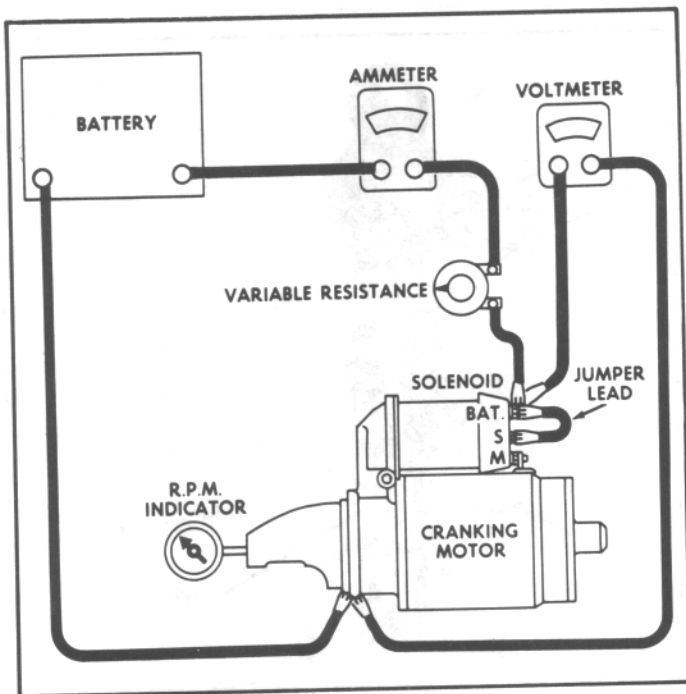 AMMETER
VOLTMETER
BATTERY
VARIABLE RESISTANCE
SOLENOID
JUMPER
LEAD
BAT.
S
M
R.P.M.
INDICATOR
CRANKING
MOTOR